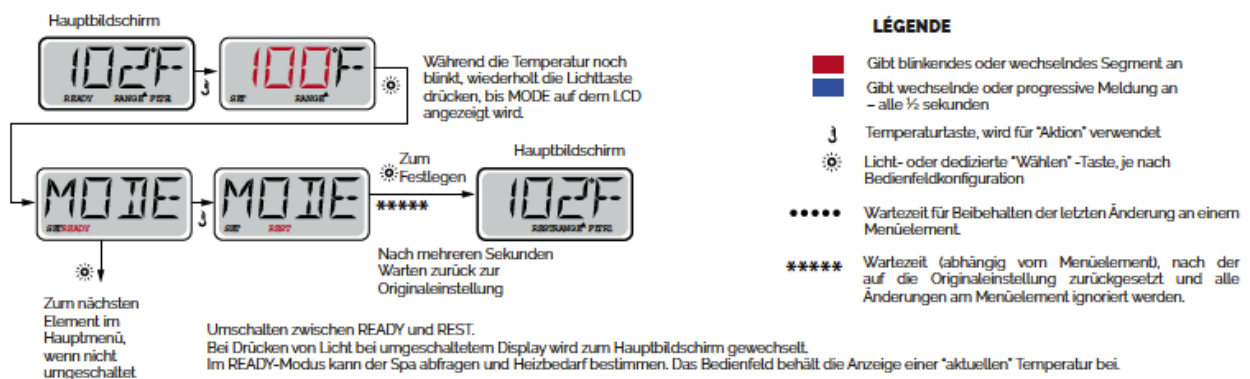 Hauptbildschirm
102°F
READY RANGE PITR1
100°F
SET RANGE
Während die Temperatur noch
blinkt, wiederholt die Lichttaste
drücken, bis MODE auf dem LCD
angezeigt wird.
MODE
SET READY
MODE
SET REST
Zum
Festlegen
*****
Hauptbildschirm
102°F
REST RANGE PITR1
Nach mehreren Sekunden
Warten zurück zur
Originaleinstellung
Zum nächsten
Element im
Hauptmenü,
wenn nicht
umgeschaltet
Umschalten zwischen READY und REST.
Bei Drücken von Licht bei umgeschaltetem Display wird zum Hauptbildschirm gewechselt.
Im READY-Modus kann der Spa abfragen und Heizbedarf bestimmen. Das Bedienfeld behält die Anzeige einer "aktuellen" Temperatur bei.
LÉGENDE
Gibt blinkendes oder wechselndes Segment an
Gibt wechselnde oder progressive Meldung an
– alle ½ sekunden
Temperaturtaste, wird für "Aktion" verwendet
Licht- oder dedizierte "Wählen" -Taste, je nach
Bedienfeldkonfiguration
••••• Wartezeit für Beibehalten der letzten Änderung an einem
Menüelement.
***** Wartezeit (abhängig vom Menüelement), nach der
auf die Originaleinstellung zurückgesetzt und alle
Änderungen am Menüelement ignoriert werden.